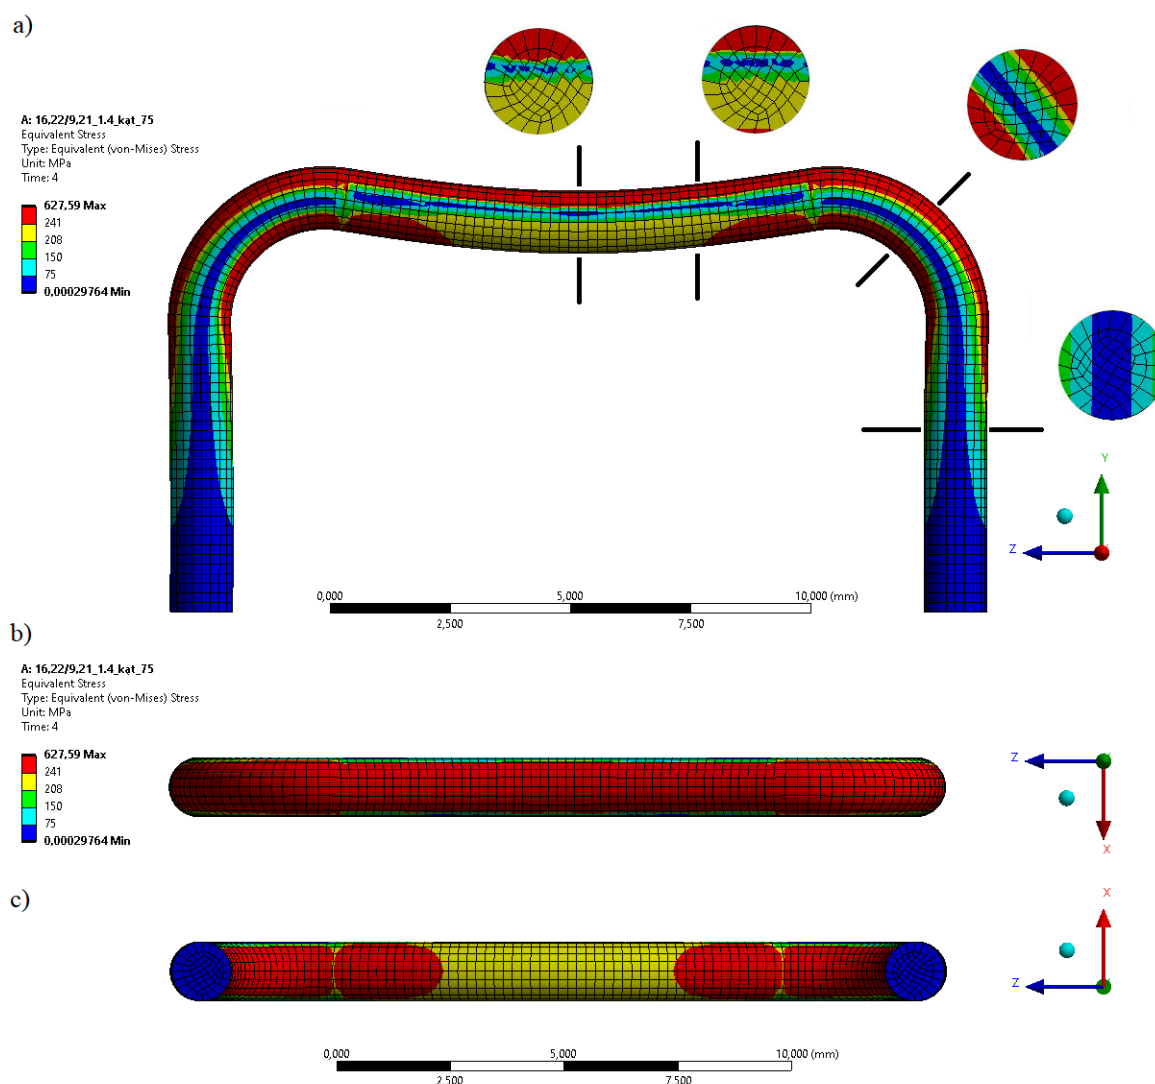 a)
A: 16,22/9,21_1.4_kąt_75
Equivalent Stress
Type: Equivalent (von-Mises) Stress
Unit: MPa
Time: 4
627,59 Max
241
208
150
75
0,00029764 Min
Y
Z
0,000 5,000 10,000 (mm)
2,500 7,500
b)
A: 16,22/9,21_1.4_kąt_75
Equivalent Stress
Type: Equivalent (von-Mises) Stress
Unit: MPa
Time: 4
627,59 Max
241
208
150
75
0,00029764 Min
Z
X
c)
X
Z
0,000 5,000 10,000 (mm)
2,500 7,500